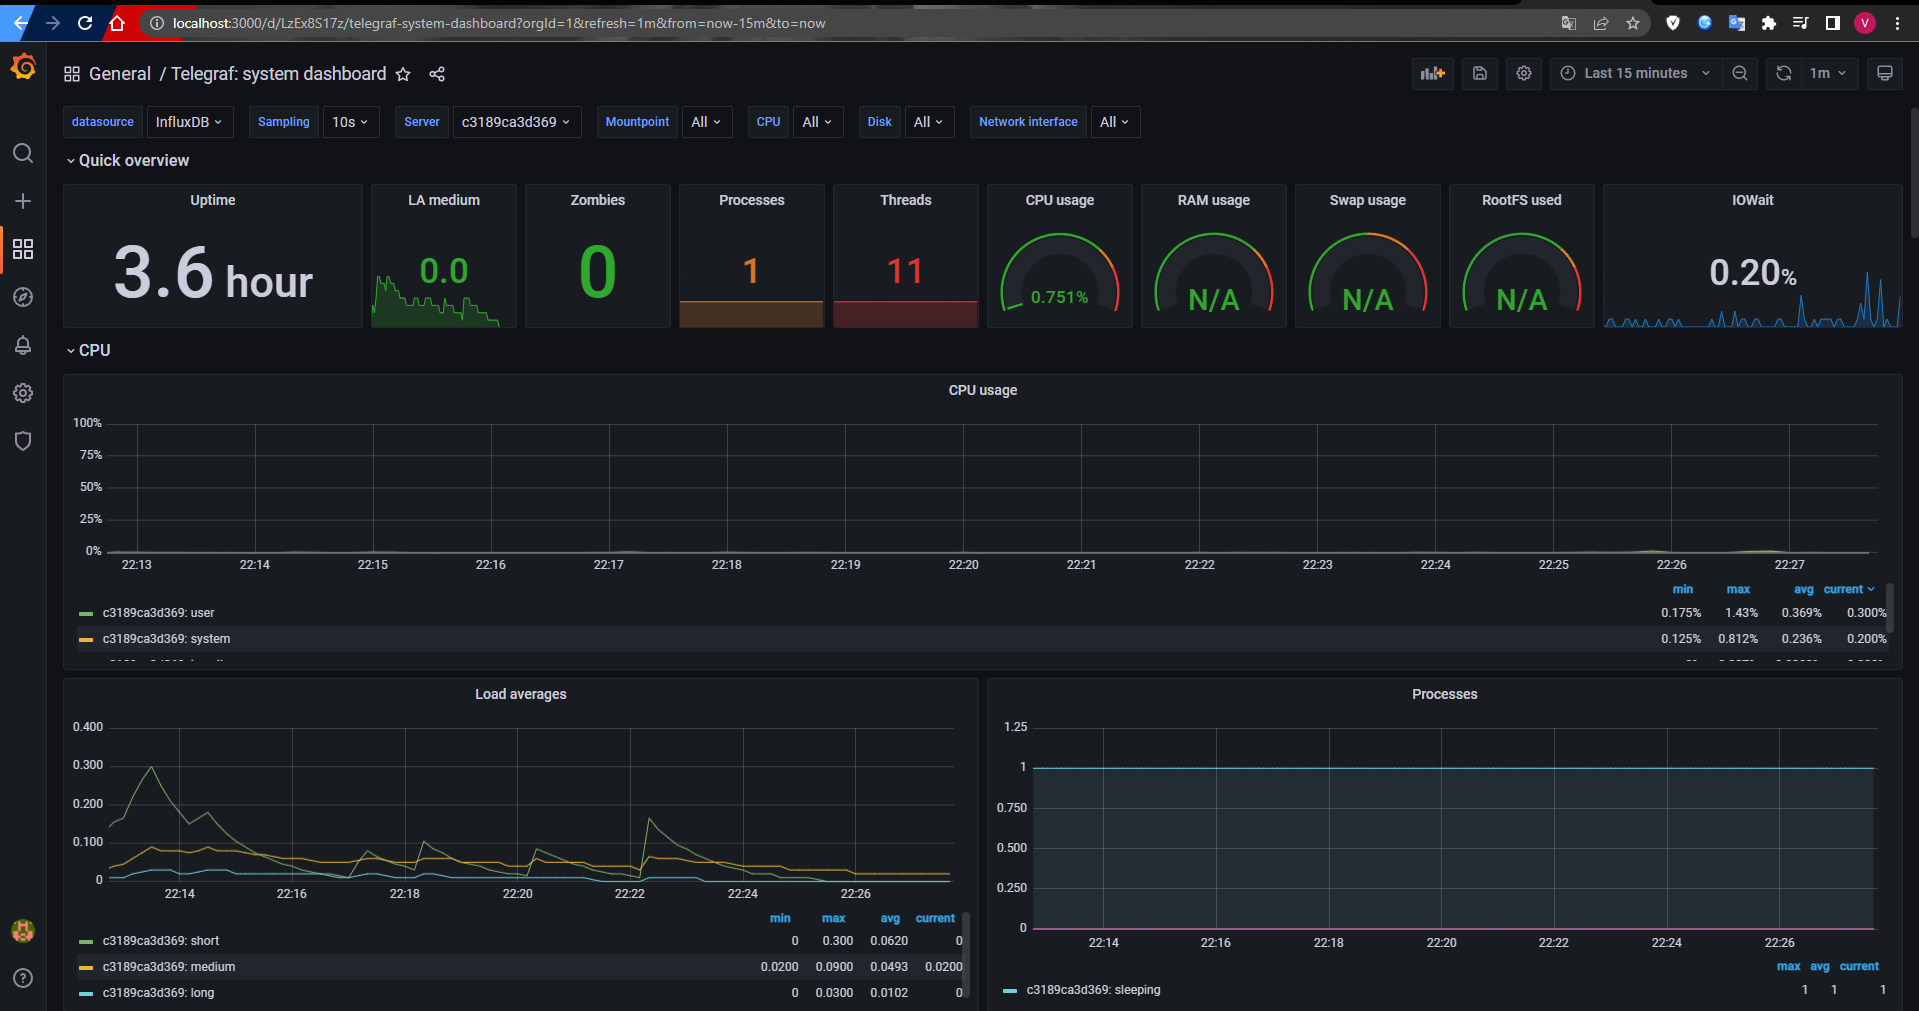 localhost:3000/d/LzEx8S17z/telegraf-system-dashboard?orgId=1&refresh=1m&from=now-15m&to=now
V
General / Telegraf: system dashboard
Last 15 minutes
1m
datasource InfluxDB Sampling 10s Server c3189ca3d369 Mountpoint All CPU All Disk All Network interface All
Quick overview
Uptime
3.6 hour
LA medium
0.0
Zombies
0
Processes
1
Threads
11
CPU usage
0.751%
RAM usage
N/A
Swap usage
N/A
RootFS used
N/A
IOWait
0.20%
CPU
CPU usage
100%
75%
50%
25%
0%
22:13 22:14 22:15 22:16 22:17 22:18 22:19 22:20 22:21 22:22 22:23 22:24 22:25 22:26 22:27
min max avg current
c3189ca3d369: user 0.175% 1.43% 0.369% 0.300%
c3189ca3d369: system 0.125% 0.812% 0.236% 0.200%
Load averages
0.400
0.300
0.200
0.100
0
22:14 22:16 22:18 22:20 22:22 22:24 22:26
min max avg current
c3189ca3d369: short 0 0.300 0.0620 0
c3189ca3d369: medium 0.0200 0.0900 0.0493 0.0200
c3189ca3d369: long 0 0.0300 0.0102 0
Processes
1.25
1
0.750
0.500
0.250
0
22:14 22:16 22:18 22:20 22:22 22:24 22:26
max avg current
c3189ca3d369: sleeping 1 1 1